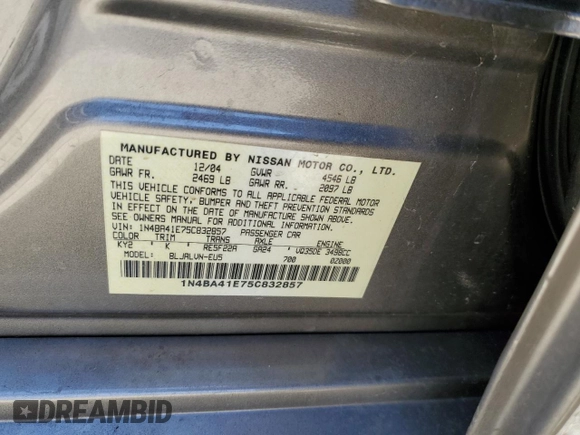 MANUFACTURED BY NISSAN MOTOR CO., LTD.
DATE 12/04 GVWR 4546 LB
GAWR FR. 2469 LB GAWR RR. 2097 LB
THIS VEHICLE CONFORMS TO ALL APPLICABLE FEDERAL MOTOR
VEHICLE SAFETY, BUMPER AND THEFT PREVENTION STANDARDS
IN EFFECT ON THE DATE OF MANUFACTURE SHOWN ABOVE.
SEE OWNERS MANUAL FOR ADDITIONAL INFORMATION.
VIN: 1N4BA41E75C832857 PASSENGER CAR
COLOR TRIM TRANS AXLE ENGINE
KY2 K RE5F22A GA24 VQ35DE 3498CC
MODEL: BLJALVN-EU5 700 02000
1N4BA41E75C832857
DREAMBID